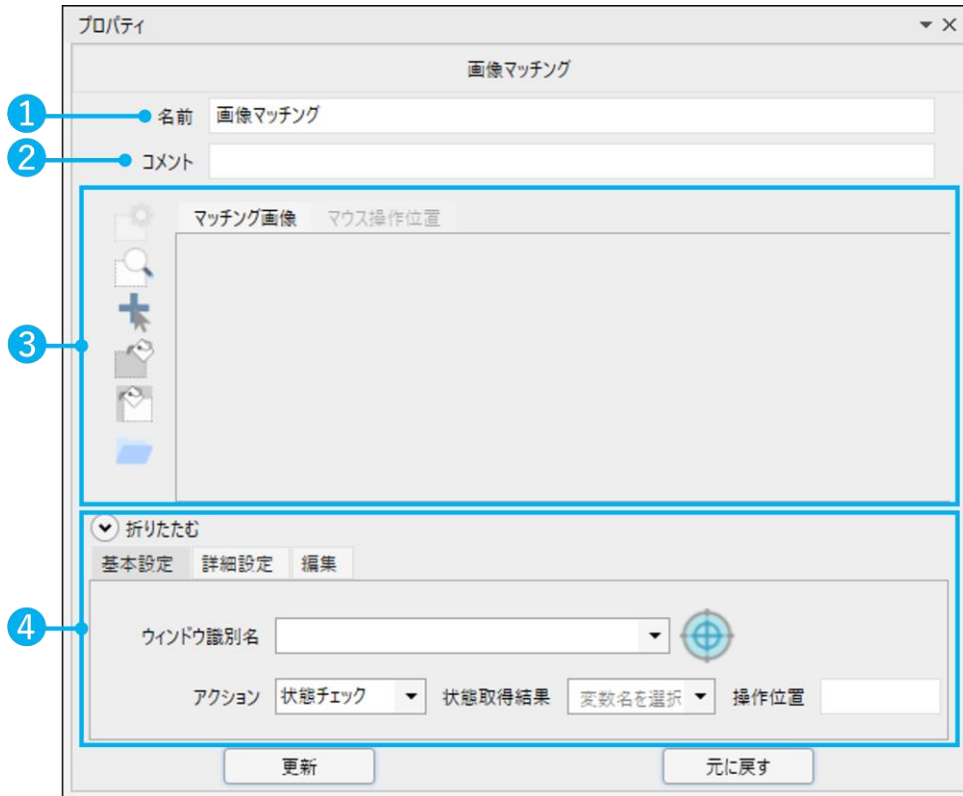 プロパティ
画像マッチング
1 名前 画像マッチング
2 コメント
マッチング画像 マウス操作位置
3
折りたたむ
基本設定 詳細設定 編集
4 ウィンドウ識別名
アクション 状態チェック 状態取得結果 変数名を選択 操作位置
更新 元に戻す